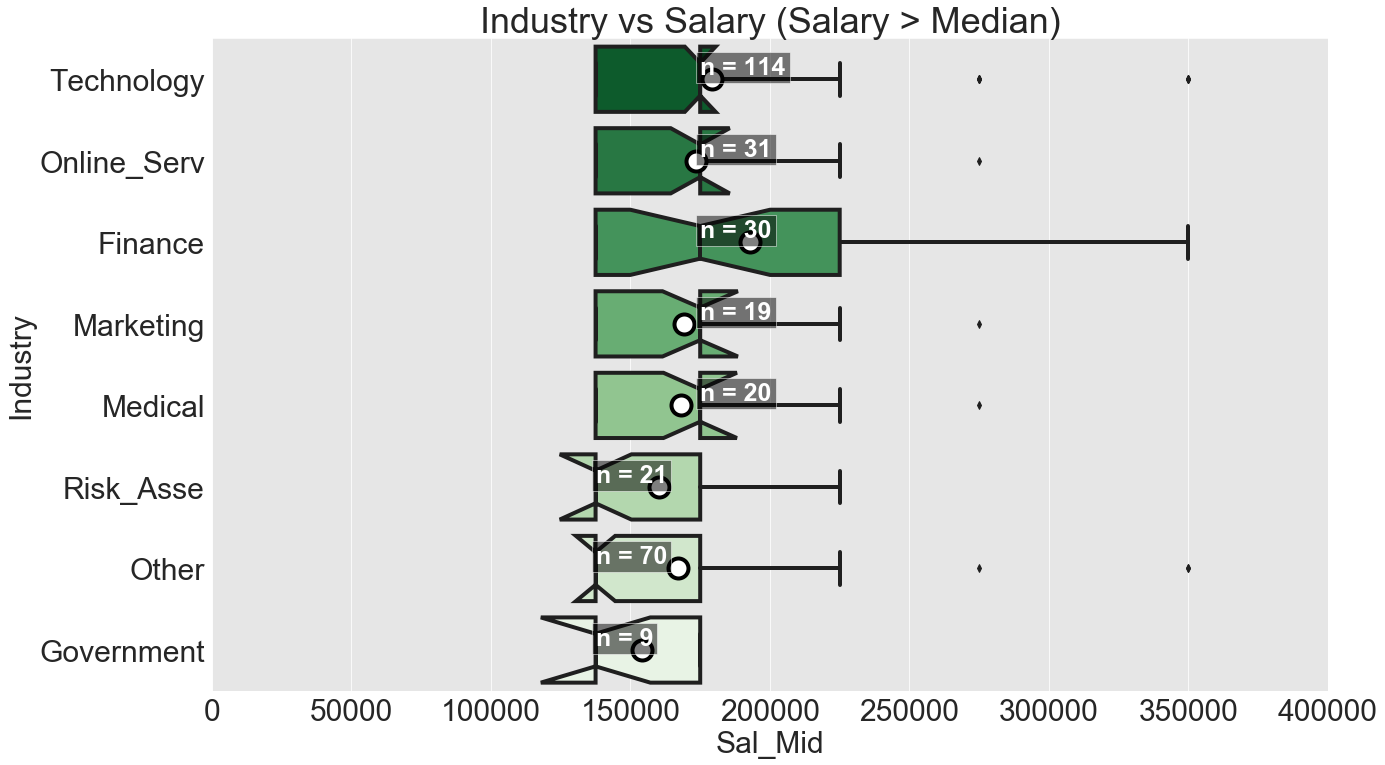 Industry vs Salary (Salary > Median)
Technology
n = 114
Online_Serv
n = 31
Finance
n = 30
Marketing
n = 19
Medical
n = 20
Risk_Asse
n = 21
Other
n = 70
Government
n = 9
Industry
0 50000 100000 150000 200000 250000 300000 350000 400000
Sal_Mid